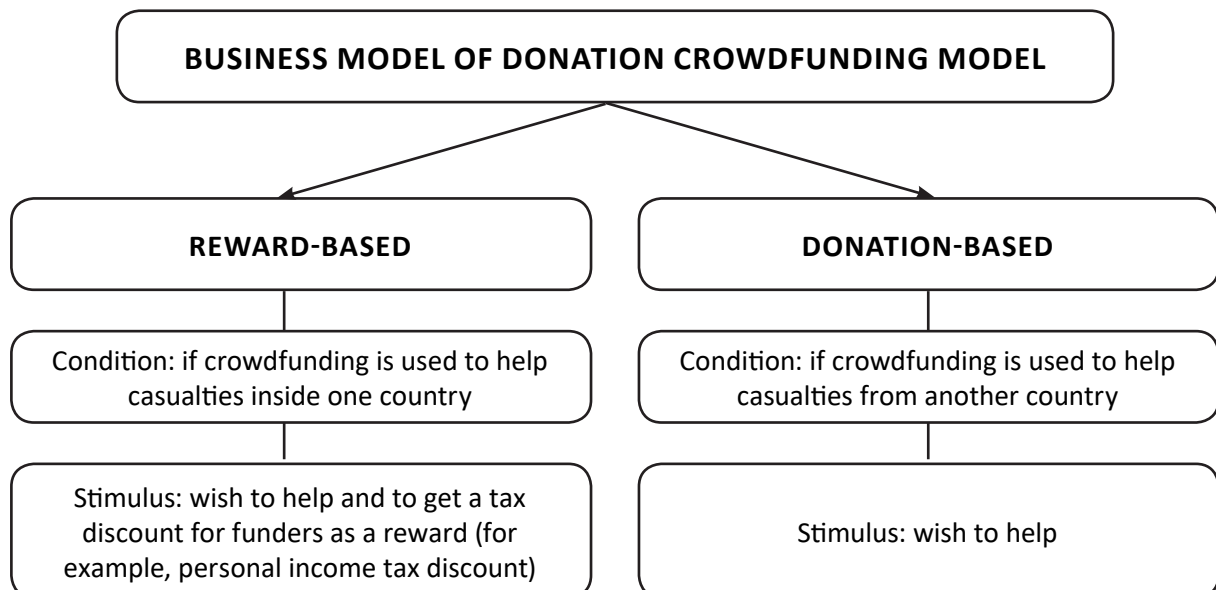 BUSINESS MODEL OF DONATION CROWDFUNDING MODEL
REWARD-BASED
Condition: if crowdfunding is used to help
casualties inside one country
Stimulus: wish to help and to get a tax
discount for funders as a reward (for
example, personal income tax discount)
DONATION-BASED
Condition: if crowdfunding is used to help
casualties from another country
Stimulus: wish to help